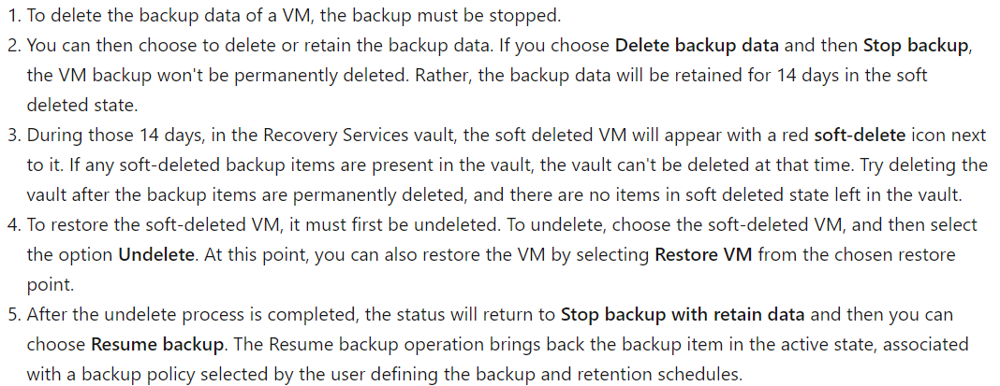 1. To delete the backup data of a VM, the backup must be stopped.
2. You can then choose to delete or retain the backup data. If you choose Delete backup data and then Stop backup,
the VM backup won't be permanently deleted. Rather, the backup data will be retained for 14 days in the soft
deleted state.
3. During those 14 days, in the Recovery Services vault, the soft deleted VM will appear with a red soft-delete icon next
to it. If any soft-deleted backup items are present in the vault, the vault can't be deleted at that time. Try deleting the
vault after the backup items are permanently deleted, and there are no items in soft deleted state left in the vault.
4. To restore the soft-deleted VM, it must first be undeleted. To undelete, choose the soft-deleted VM, and then select
the option Undelete. At this point, you can also restore the VM by selecting Restore VM from the chosen restore
point.
5. After the undelete process is completed, the status will return to Stop backup with retain data and then you can
choose Resume backup. The Resume backup operation brings back the backup item in the active state, associated
with a backup policy selected by the user defining the backup and retention schedules.